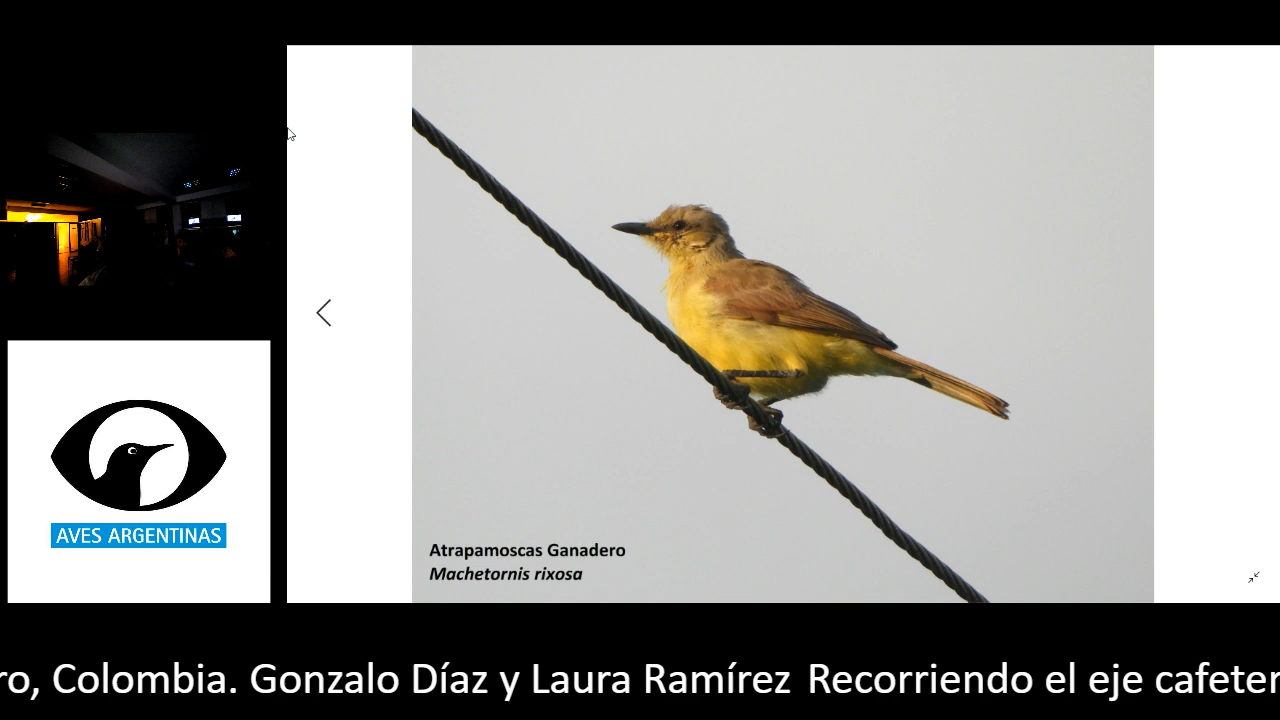 AVES ARGENTINAS
Atrapamoscas Ganadero
Machetornis rixosa
ro, Colombia. Gonzalo Díaz y Laura Ramírez Recorriendo el eje cafeter